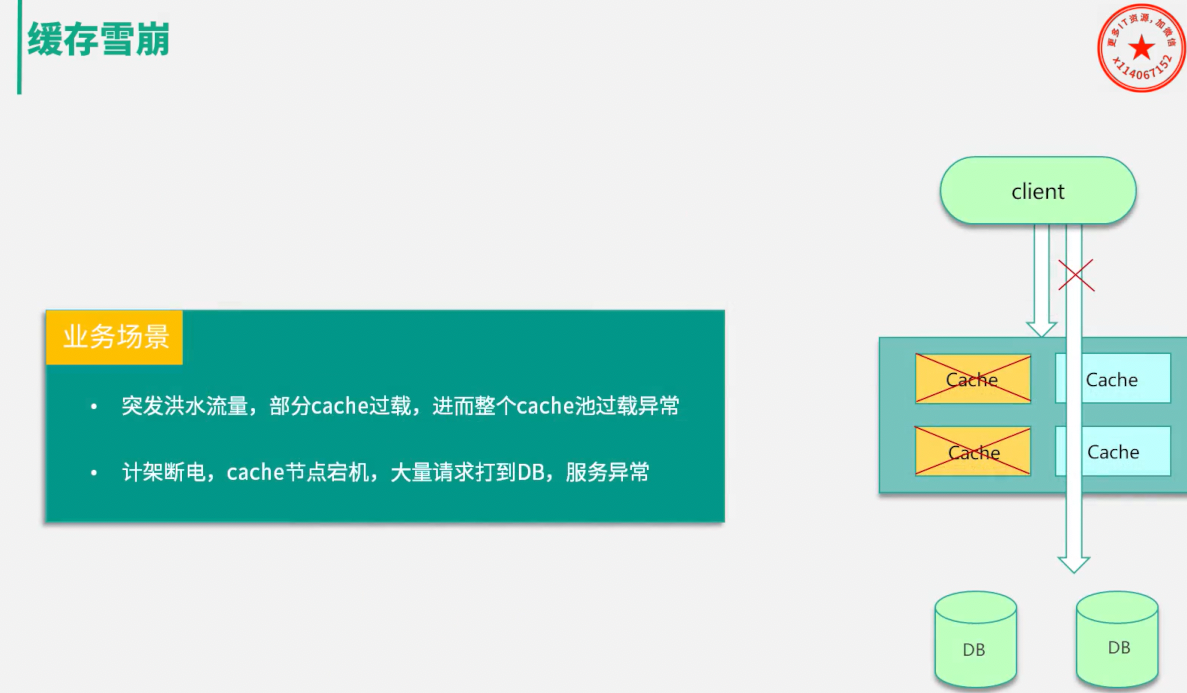 缓存雪崩
更多IT资源，加微信
x114067152
client
业务场景
• 突发洪水流量，部分cache过载，进而整个cache池过载异常
• 计架断电，cache节点宕机，大量请求打到DB，服务异常
Cache
Cache
Cache
Cache
DB
DB